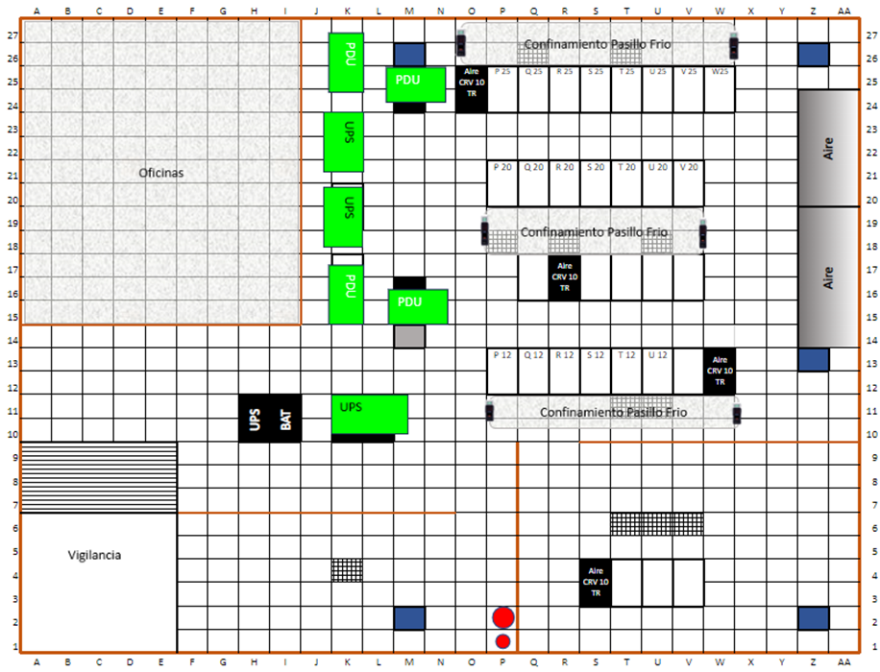 A B C D E F G H I J K L M N O P Q R S T U V W X Y Z AA
27 27
26 26
25 25
24 24
23 23
22 22
21 21
20 20
19 19
18 18
17 17
16 16
15 15
14 14
13 13
12 12
11 11
10 10
9 9
8 8
7 7
6 6
5 5
4 4
3 3
2 2
1 1
A B C D E F G H I J K L M N O P Q R S T U V W X Y Z AA
Oficinas
PDU
UPS
UPS
PDU
PDU
PDU
Confinamiento Pasillo Frio
Aire
CRV 10
TR
P 25 Q 25 R 25 S 25 T 25 U 25 V 25 W25
P 20 Q 20 R 20 S 20 T 20 U 20 V 20
Confinamiento Pasillo Frio
Aire
CRV 10
TR
Aire
Aire
P 12 Q 12 R 12 S 12 T 12 U 12
Aire
CRV 10
TR
Confinamiento Pasillo Frio
UPS
BAT
UPS
Vigilancia
Aire
CRV 10
TR